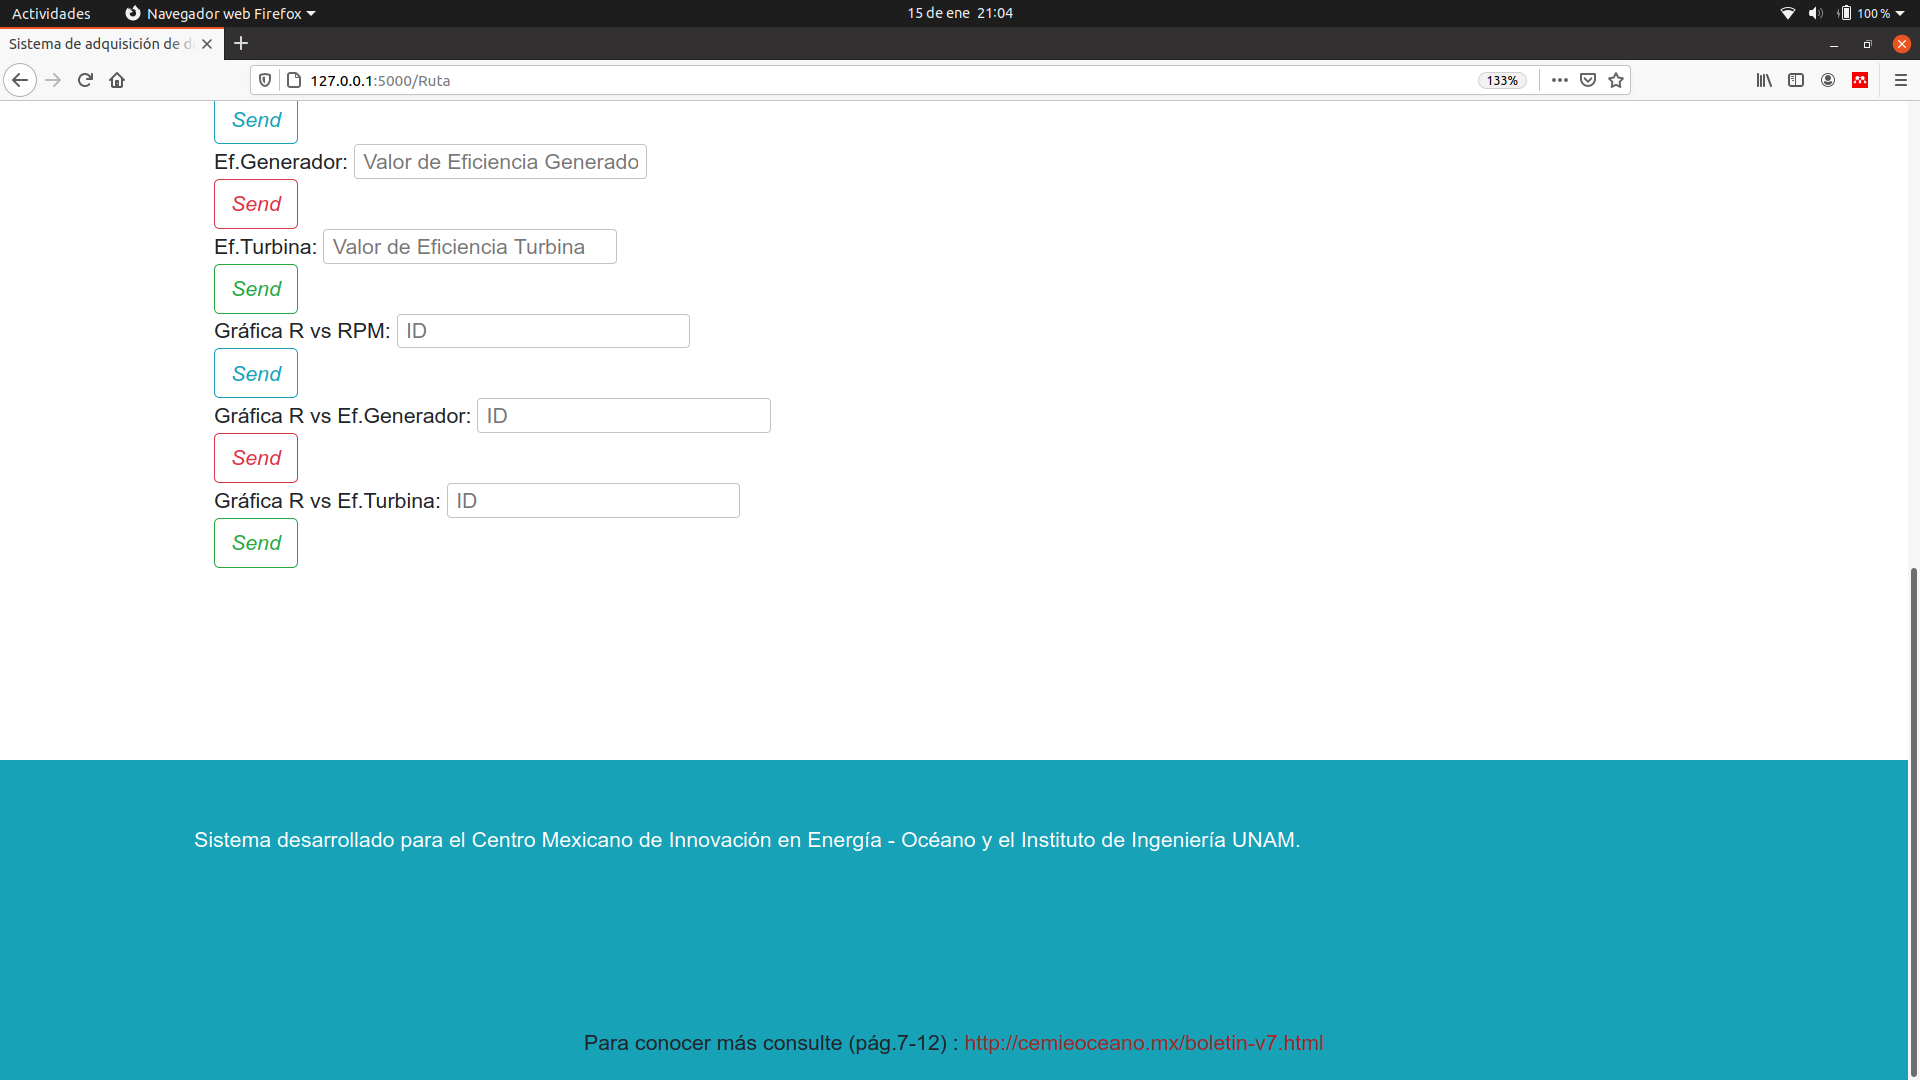 Actividades
Navegador web Firefox
15 de ene 21:04
100 %
Sistema de adquisición de d
127.0.0.1:5000/Ruta
133%
Send
Ef.Generador: Valor de Eficiencia Generado
Send
Ef.Turbina: Valor de Eficiencia Turbina
Send
Gráfica R vs RPM: ID
Send
Gráfica R vs Ef.Generador: ID
Send
Gráfica R vs Ef.Turbina: ID
Send
Sistema desarrollado para el Centro Mexicano de Innovación en Energía - Océano y el Instituto de Ingeniería UNAM.
Para conocer más consulte (pág.7-12) : http://cemieoceano.mx/boletin-v7.html